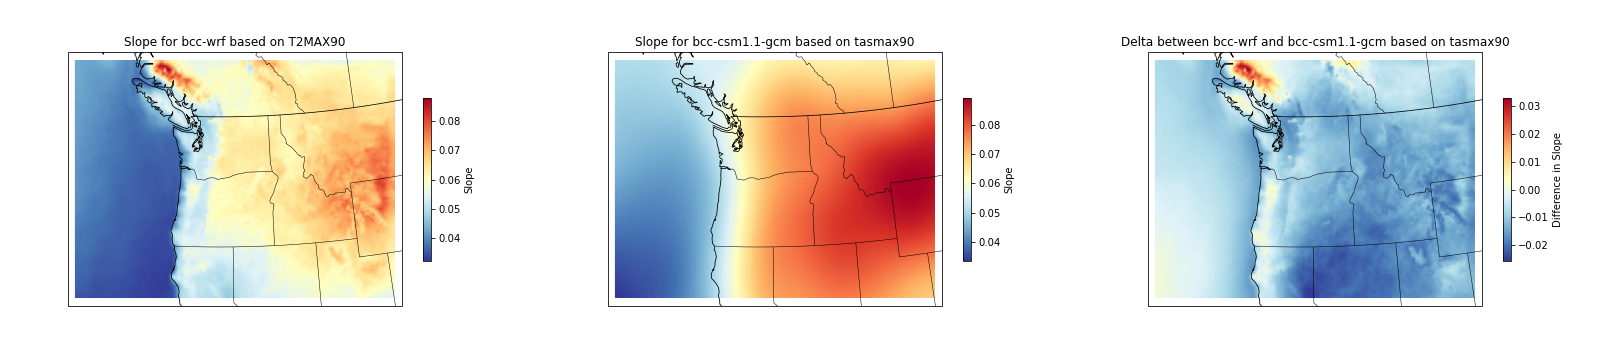 Slope for bcc-wrf based on T2MAX90
0.08
0.07
0.06
0.05
0.04
Slope
Slope for bcc-csm1.1-gcm based on tasmax90
0.08
0.07
0.06
0.05
0.04
Slope
Delta between bcc-wrf and bcc-csm1.1-gcm based on tasmax90
0.03
0.02
0.01
0.00
−0.01
−0.02
Difference in Slope